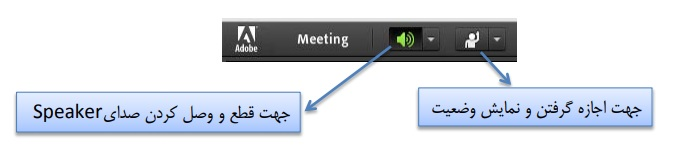 Adobe
Meeting
جهت قطع و وصل کردن صدای Speaker
جهت اجازه گرفتن و نمایش وضعیت